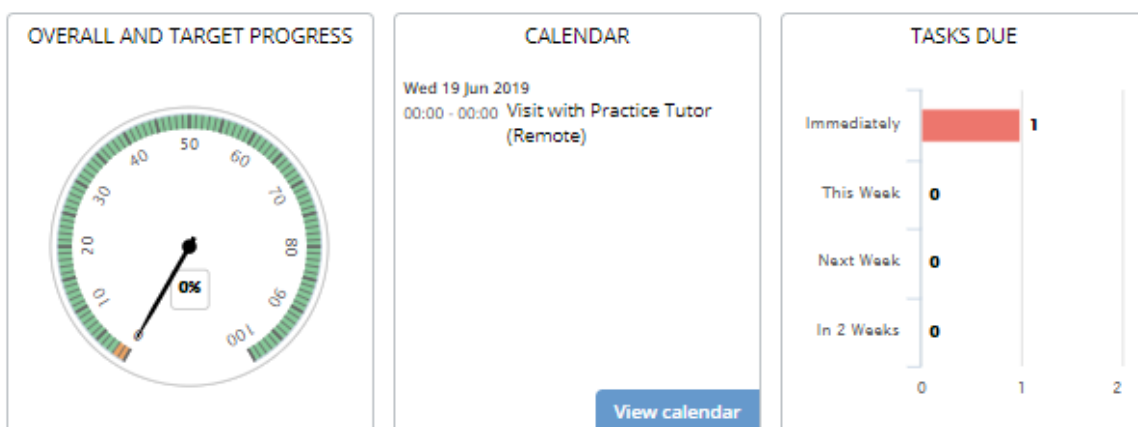 OVERALL AND TARGET PROGRESS
0
10
20
30
40
50
60
70
80
90
100
0%
CALENDAR
Wed 19 Jun 2019
00:00 - 00:00 Visit with Practice Tutor
(Remote)
View calendar
TASKS DUE
Immediately 1
This Week 0
Next Week 0
In 2 Weeks 0
0 1 2